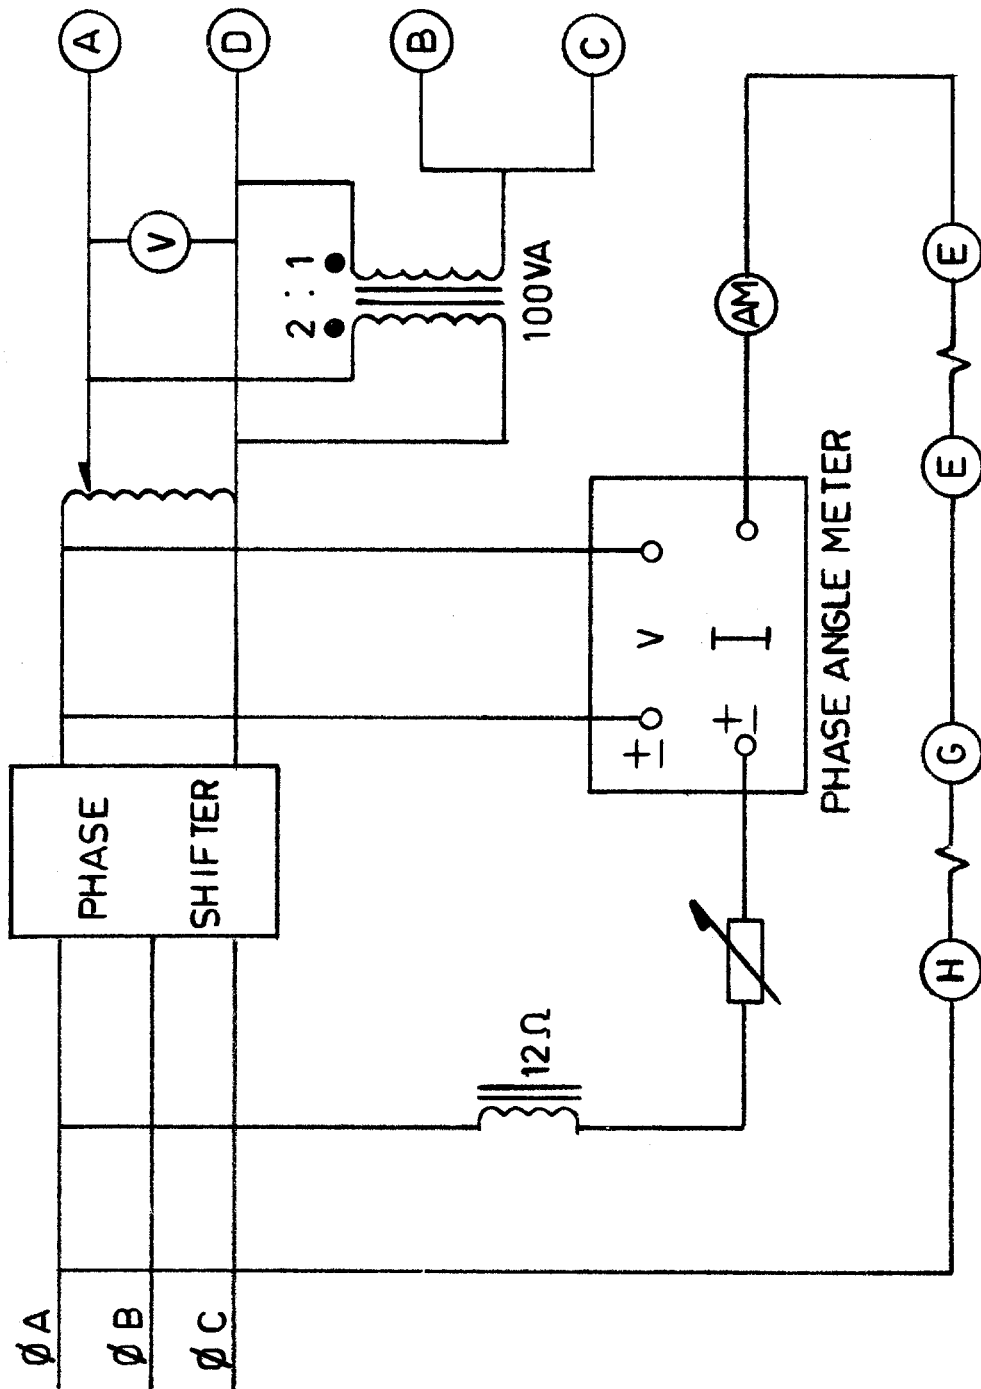 ØA
ØB
ØC
PHASE
SHIFTER
12Ω
A
D
B
C
V
2 : 1
100VA
±
V
±
I
PHASE ANGLE METER
AM
H
G
E
E